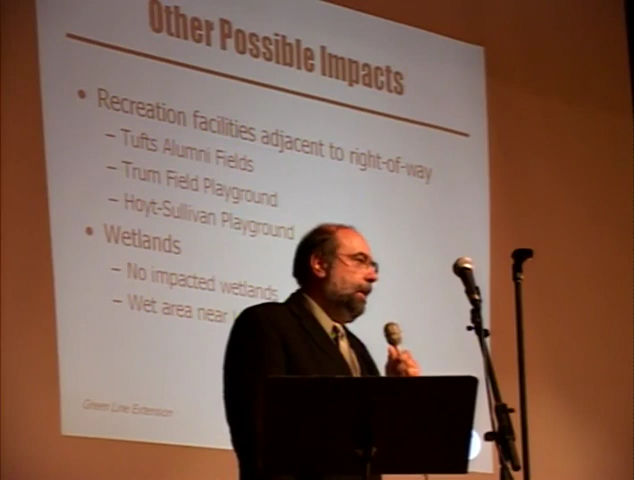 Other Possible Impacts
• Recreation facilities adjacent to right-of-way
– Tufts Alumni Fields
– Trum Field Playground
– Hoyt-Sullivan Playground
• Wetlands
– No impacted wetlands
– Wet area near
Green Line Extension